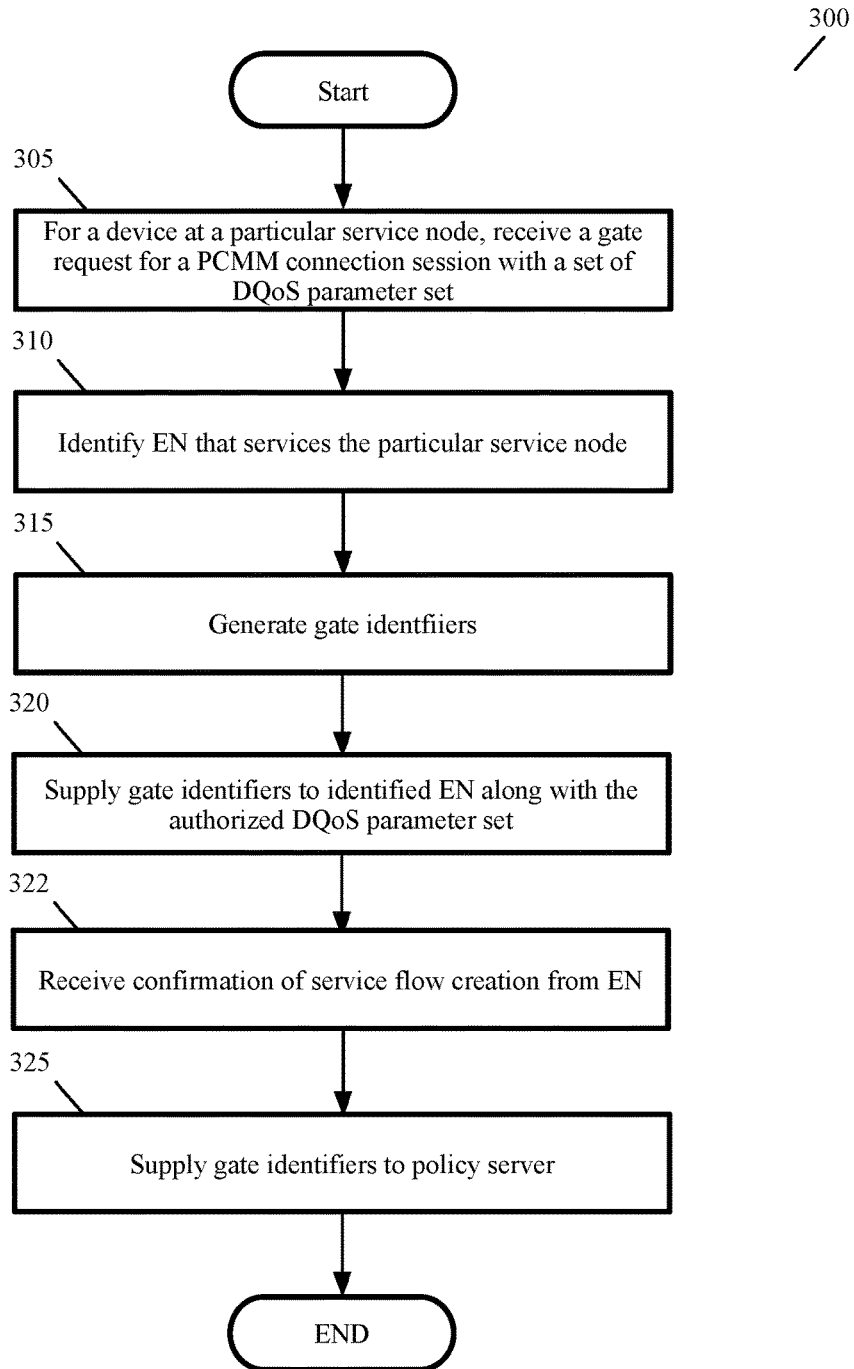 300
Start
305
For a device at a particular service node, receive a gate
request for a PCMM connection session with a set of
DQoS parameter set
310
Identify EN that services the particular service node
315
Generate gate identfiiers
320
Supply gate identifiers to identified EN along with the
authorized DQoS parameter set
322
Receive confirmation of service flow creation from EN
325
Supply gate identifiers to policy server
END